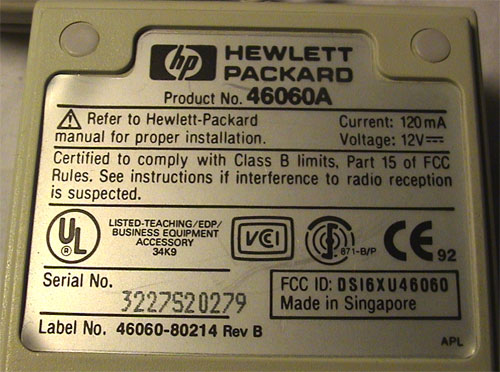 hp HEWLETT
PACKARD
Product No. 46060A
Refer to Hewlett-Packard
manual for proper installation.
Current: 120mA
Voltage: 12V
Certified to comply with Class B limits, Part 15 of FCC
Rules. See instructions if interference to radio reception
is suspected.
UL
LISTED-TEACHING/EDP/
BUSINESS EQUIPMENT
ACCESSORY
34K9
VCI
871-B/P
CE 92
Serial No.
3227S20279
FCC ID: DSI6XU46060
Made in Singapore
Label No. 46060-80214 Rev B
APL